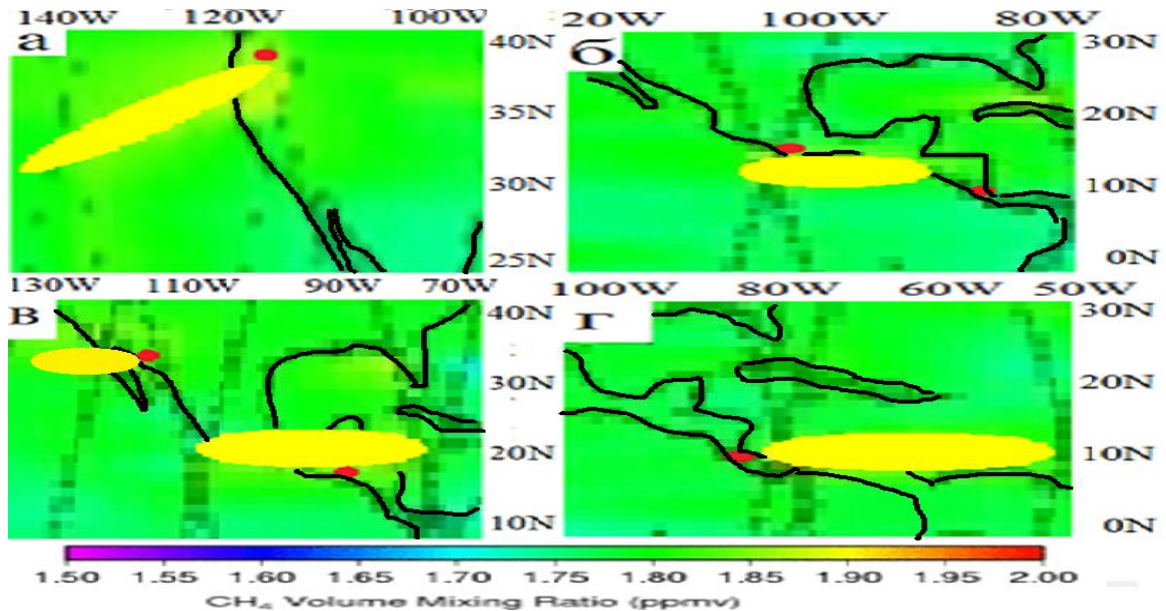 140W 120W 100W
а
40N
35N
30N
25N
20W 100W 80W
б
30N
20N
10N
0N
130W 110W 90W 70W
в
40N
30N
20N
10N
100W 80W 60W 50W
г
30N
20N
10N
0N
1.50 1.55 1.60 1.65 1.70 1.75 1.80 1.85 1.90 1.95 2.00
CH₄ Volume Mixing Ratio (ppmv)